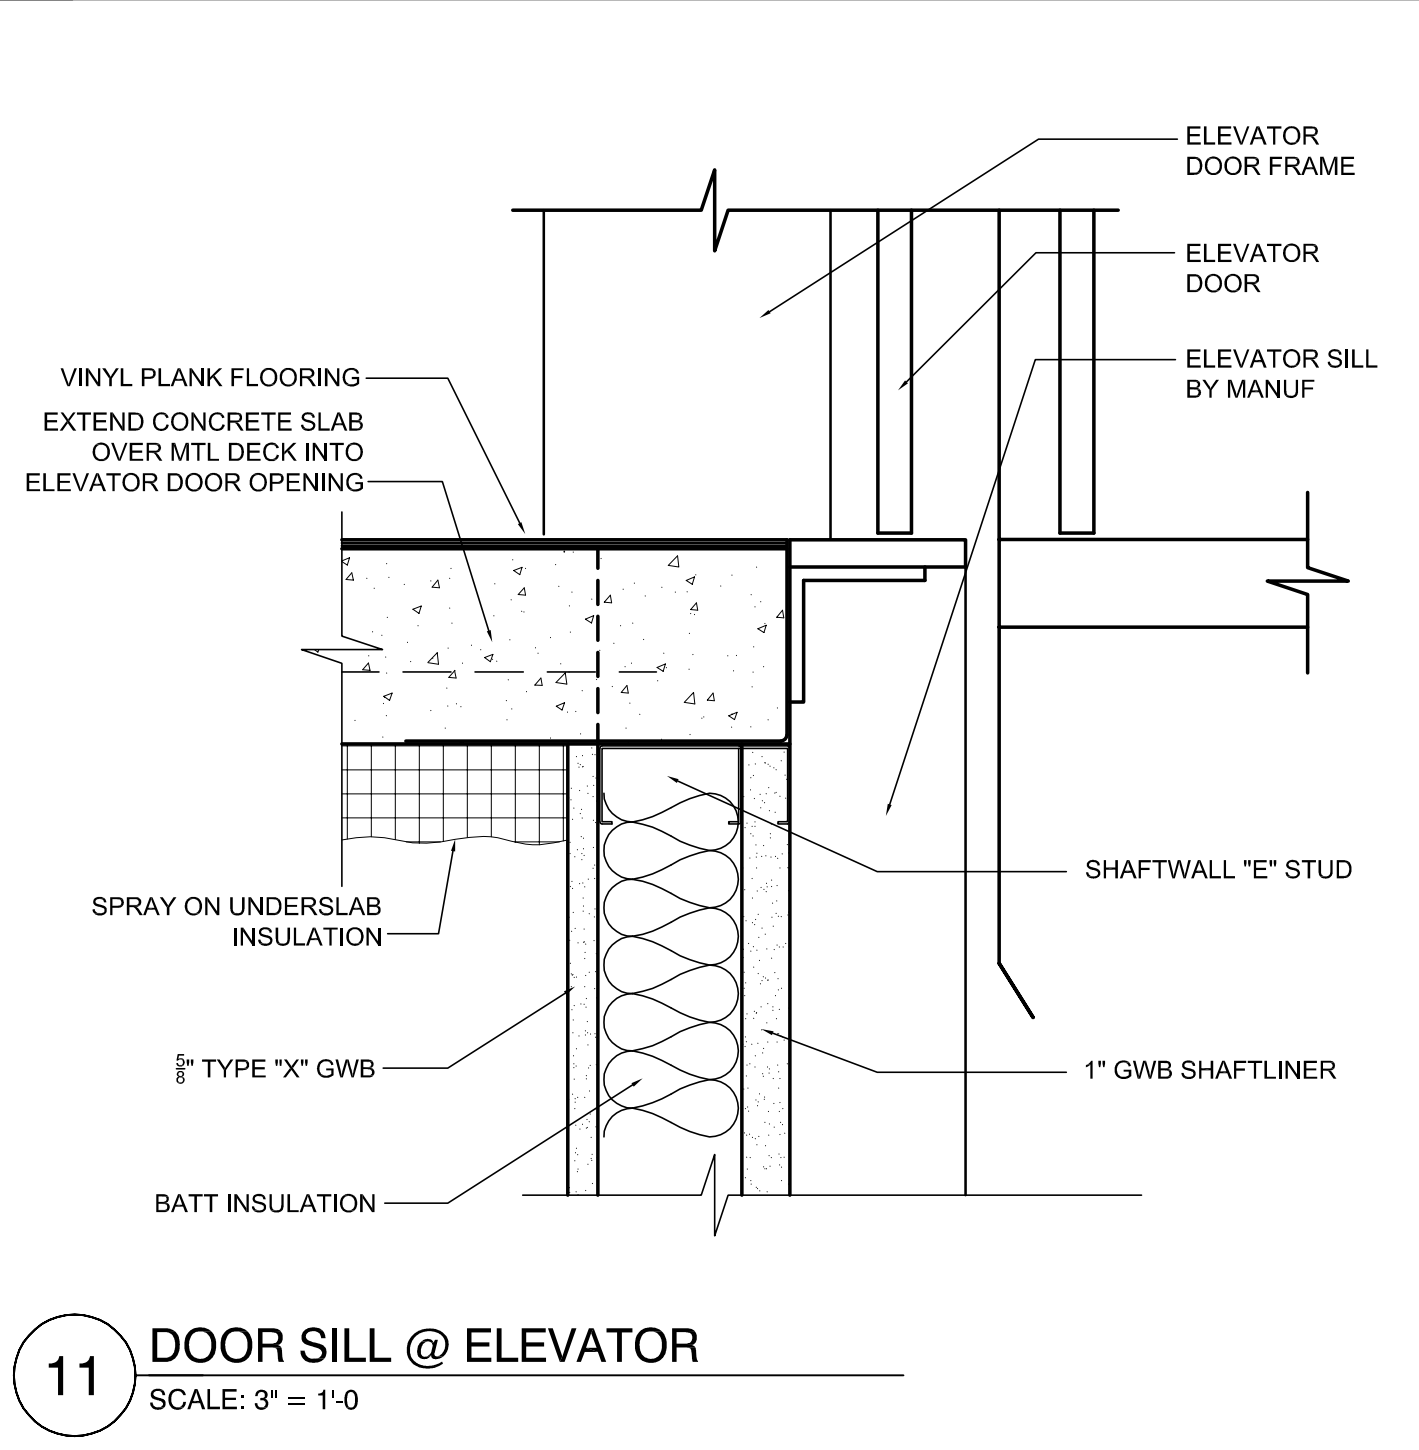 ELEVATOR
DOOR FRAME
ELEVATOR
DOOR
ELEVATOR SILL
BY MANUF
VINYL PLANK FLOORING
EXTEND CONCRETE SLAB
OVER MTL DECK INTO
ELEVATOR DOOR OPENING
SHAFTWALL "E" STUD
SPRAY ON UNDERSLAB
INSULATION
5/8" TYPE "X" GWB
1" GWB SHAFTLINER
BATT INSULATION
11
DOOR SILL @ ELEVATOR
SCALE: 3" = 1'-0